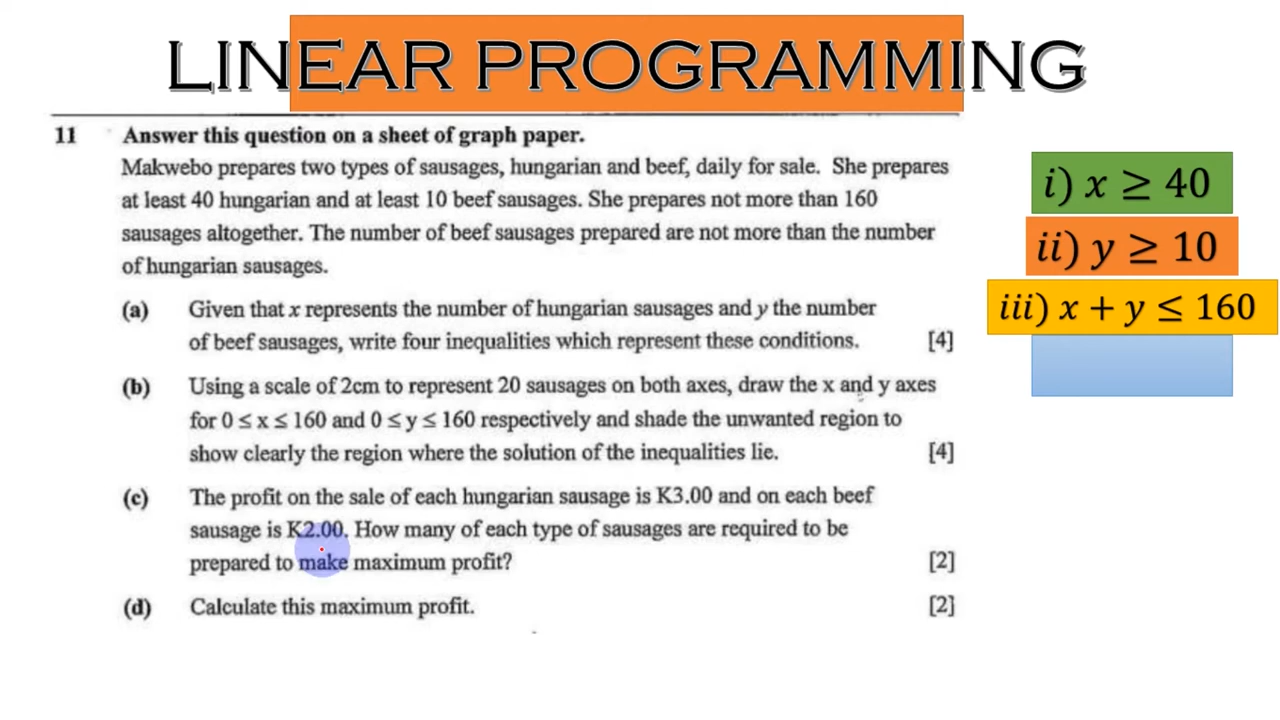 LINEAR PROGRAMMING
11 Answer this question on a sheet of graph paper.
Makwebo prepares two types of sausages, hungarian and beef, daily for sale. She prepares
at least 40 hungarian and at least 10 beef sausages. She prepares not more than 160
sausages altogether. The number of beef sausages prepared are not more than the number
of hungarian sausages.
(a) Given that x represents the number of hungarian sausages and y the number
of beef sausages, write four inequalities which represent these conditions. [4]
(b) Using a scale of 2cm to represent 20 sausages on both axes, draw the x and y axes
for 0 ≤ x ≤ 160 and 0 ≤ y ≤ 160 respectively and shade the unwanted region to
show clearly the region where the solution of the inequalities lie. [4]
(c) The profit on the sale of each hungarian sausage is K3.00 and on each beef
sausage is K2.00. How many of each type of sausages are required to be
prepared to make maximum profit? [2]
(d) Calculate this maximum profit. [2]
i) x ≥ 40
ii) y ≥ 10
iii) x + y ≤ 160